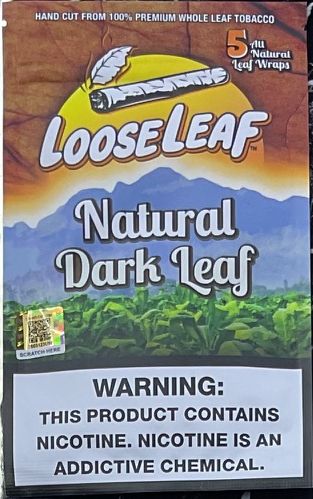 HAND CUT FROM 100% PREMIUM WHOLE LEAF TOBACCO
5 All
Natural
Leaf Wraps
LOOSELEAF™
Natural
Dark Leaf
SCRATCH HERE
WARNING:
THIS PRODUCT CONTAINS
NICOTINE. NICOTINE IS AN
ADDICTIVE CHEMICAL.